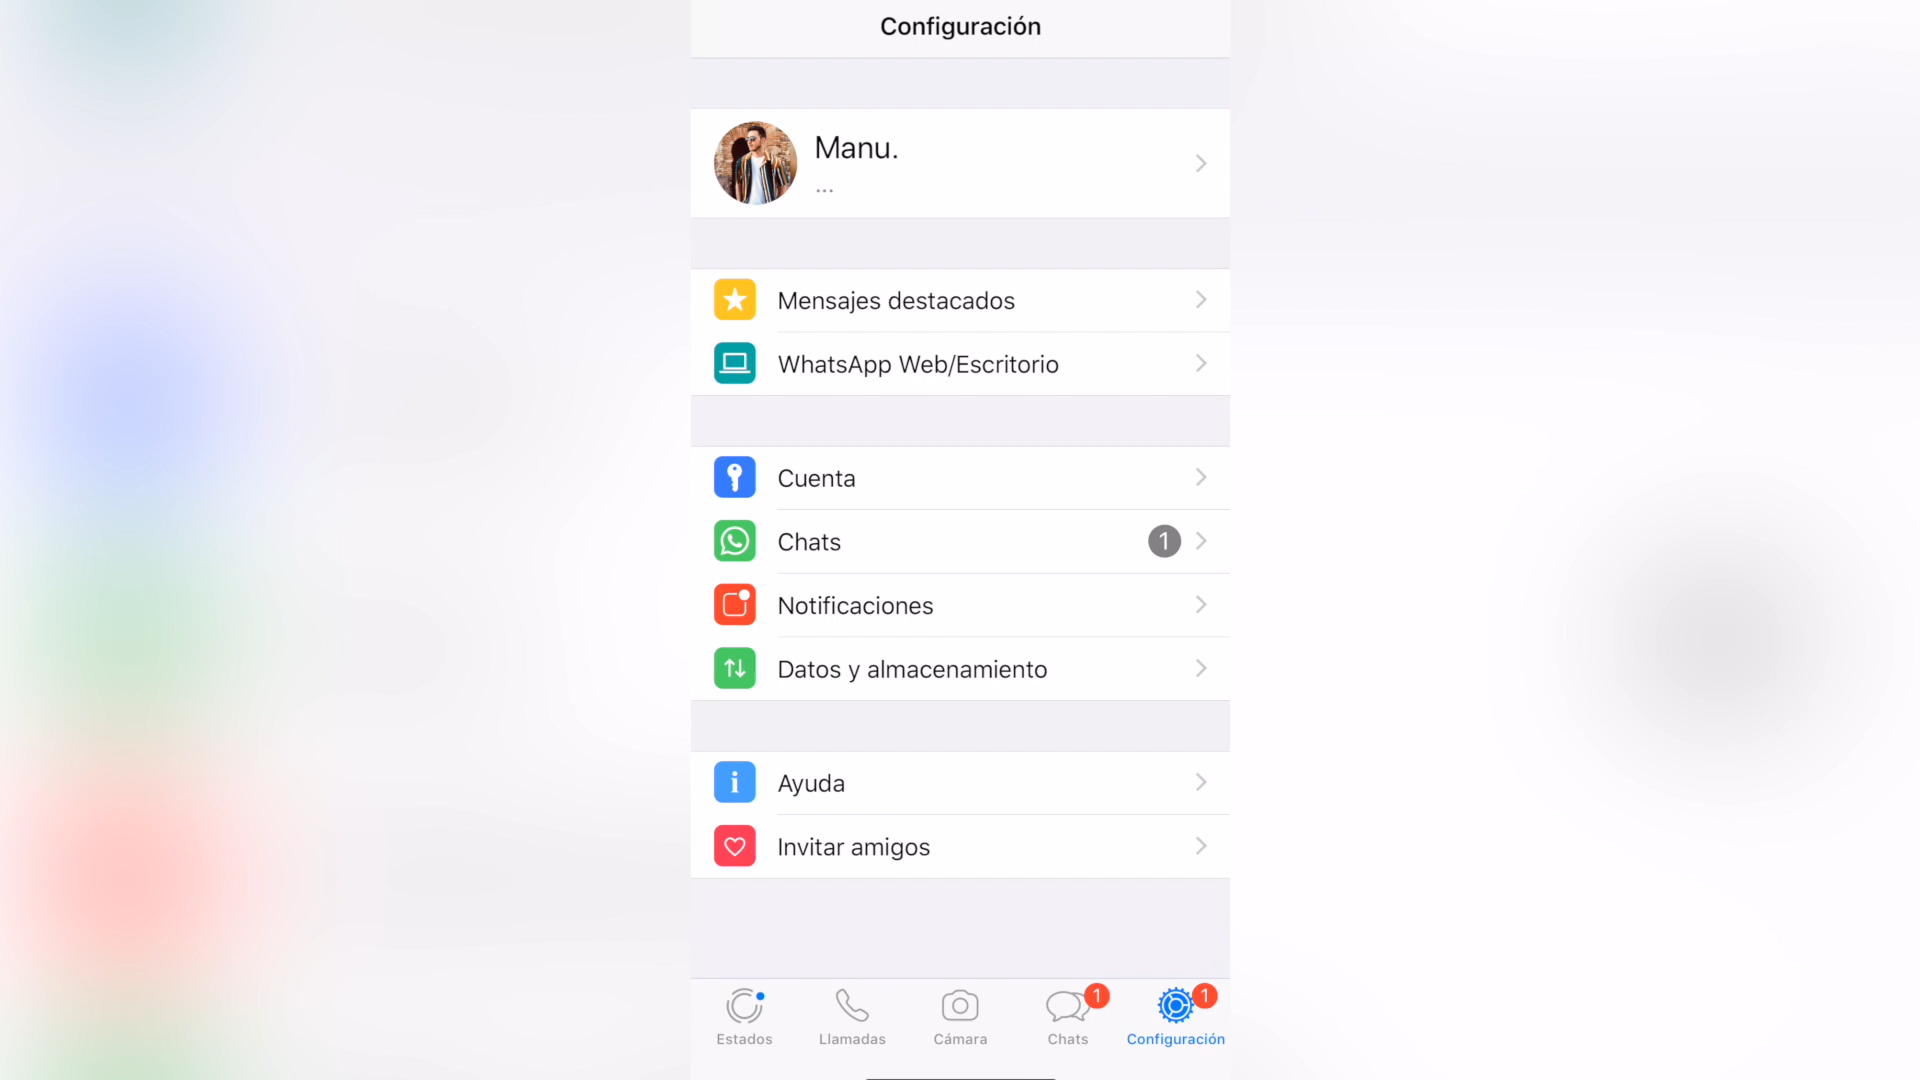 Configuración
Manu.
...
Mensajes destacados
WhatsApp Web/Escritorio
Cuenta
Chats
1
Notificaciones
Datos y almacenamiento
Ayuda
Invitar amigos
1
1
Estados
Llamadas
Cámara
Chats
Configuración